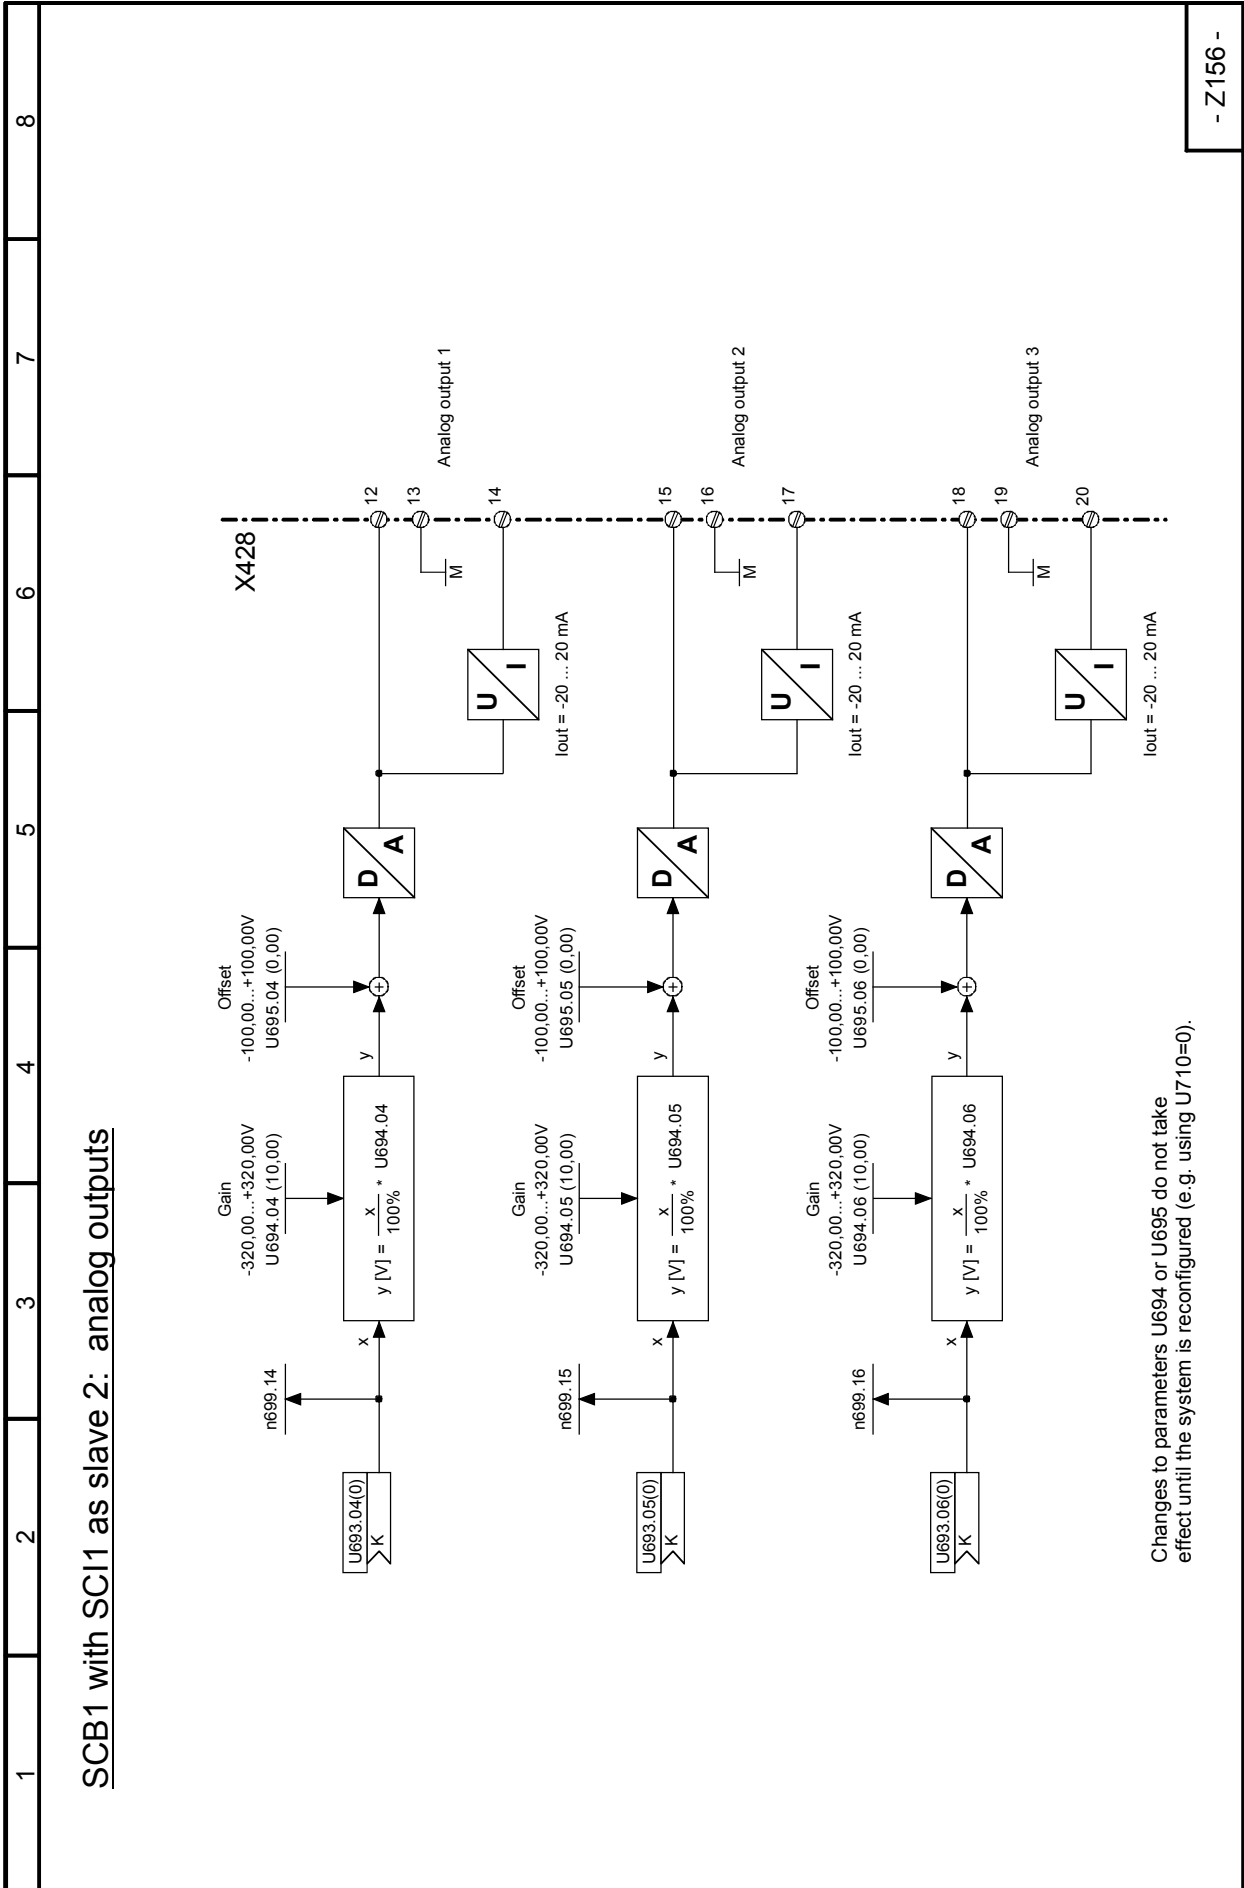 1 2 3 4 5 6 7 8
SCB1 with SCI1 as slave 2: analog outputs
X428
Gain
-320,00...+320,00V
U694.04 (10,00)
Offset
-100,00...+100,00V
U695.04 (0,00)
n699.14
U693.04(0)
K
x
y [V] = x / 100% * U694.04
y
+
D
A
U
I
Iout = -20 ... 20 mA
M
12
13
14
Analog output 1
Gain
-320,00...+320,00V
U694.05 (10,00)
Offset
-100,00...+100,00V
U695.05 (0,00)
n699.15
U693.05(0)
K
x
y [V] = x / 100% * U694.05
y
+
D
A
U
I
Iout = -20 ... 20 mA
M
15
16
17
Analog output 2
Gain
-320,00...+320,00V
U694.06 (10,00)
Offset
-100,00...+100,00V
U695.06 (0,00)
n699.16
U693.06(0)
K
x
y [V] = x / 100% * U694.06
y
+
D
A
U
I
Iout = -20 ... 20 mA
M
18
19
20
Analog output 3
Changes to parameters U694 or U695 do not take
effect until the system is reconfigured (e.g. using U710=0).
- Z156 -